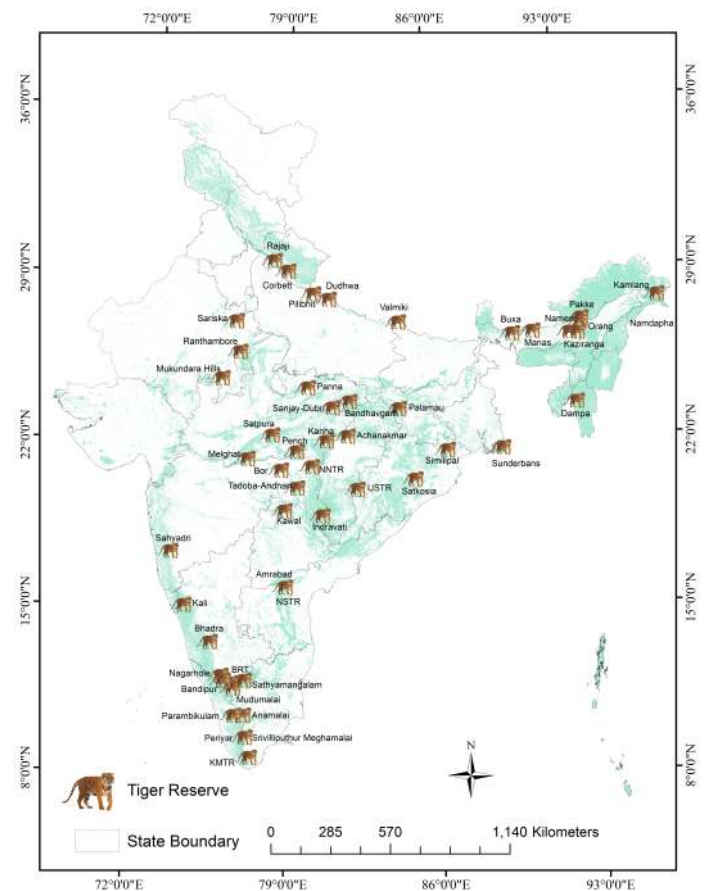 72°0'0"E 79°0'0"E 86°0'0"E 93°0'0"E
36°0'0"N 36°0'0"N
29°0'0"N 29°0'0"N
22°0'0"N 22°0'0"N
15°0'0"N 15°0'0"N
8°0'0"N 8°0'0"N
Rajaji
Corbett
Dudhwa
Pilibhit
Valmiki
Kamlang
Namdapha
Pakke
Nameri
Orang
Buxa
Manas
Kaziranga
Dampa
Sariska
Ranthambore
Mukundara Hills
Panna
Sanjay-Dubri
Bandhavgarh
Palamau
Satpura
Kanha
Achanakmar
Pench
Melghat
Bor
NNTR
Similipal
Sunderbans
Tadoba-Andhari
USTR
Satkosia
Kawal
Indravati
Sahyadri
Amrabad
NSTR
Kali
Bhadra
Nagarhole
BRT
Sathyamangalam
Bandipur
Mudumalai
Parambikulam
Anamalai
Periyar
Srivilliputhur Meghamalai
KMTR
N
Tiger Reserve
State Boundary
0 285 570 1,140 Kilometers
72°0'0"E 79°0'0"E 86°0'0"E 93°0'0"E